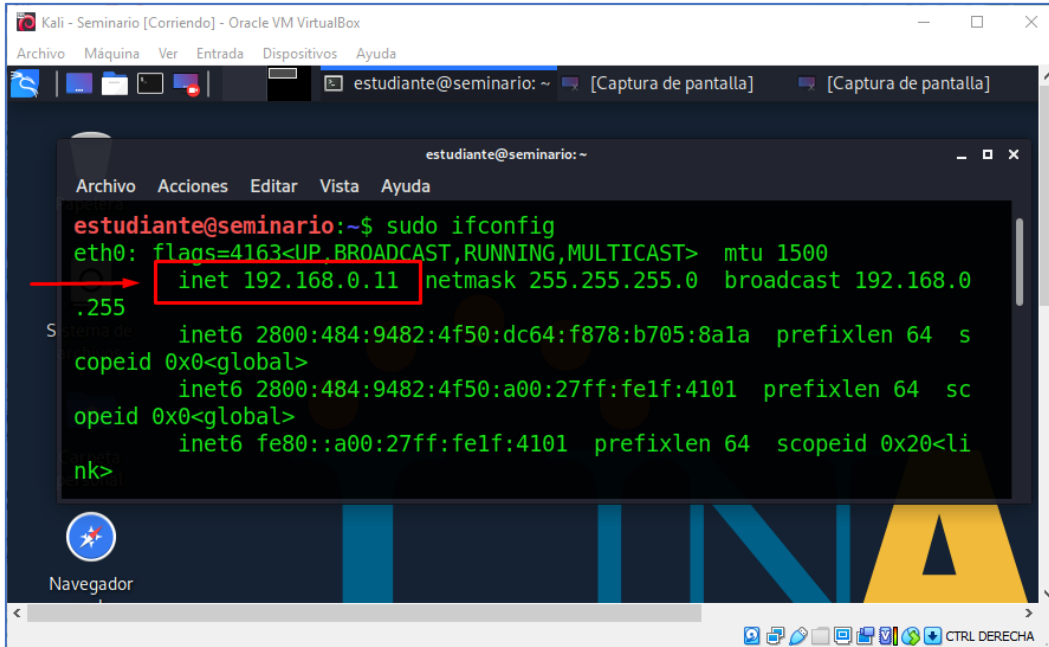 Kali - Seminario [Corriendo] - Oracle VM VirtualBox
Archivo Máquina Ver Entrada Dispositivos Ayuda
estudiante@seminario: ~ [Captura de pantalla] [Captura de pantalla]
estudiante@seminario: ~
Archivo Acciones Editar Vista Ayuda
estudiante@seminario:~$ sudo ifconfig
eth0: flags=4163<UP,BROADCAST,RUNNING,MULTICAST> mtu 1500
inet 192.168.0.11 netmask 255.255.255.0 broadcast 192.168.0
.255
inet6 2800:484:9482:4f50:dc64:f878:b705:8a1a prefixlen 64 s
copeid 0x0<global>
inet6 2800:484:9482:4f50:a00:27ff:fe1f:4101 prefixlen 64 sc
opeid 0x0<global>
inet6 fe80::a00:27ff:fe1f:4101 prefixlen 64 scopeid 0x20<li
nk>
Navegador
CTRL DERECHA